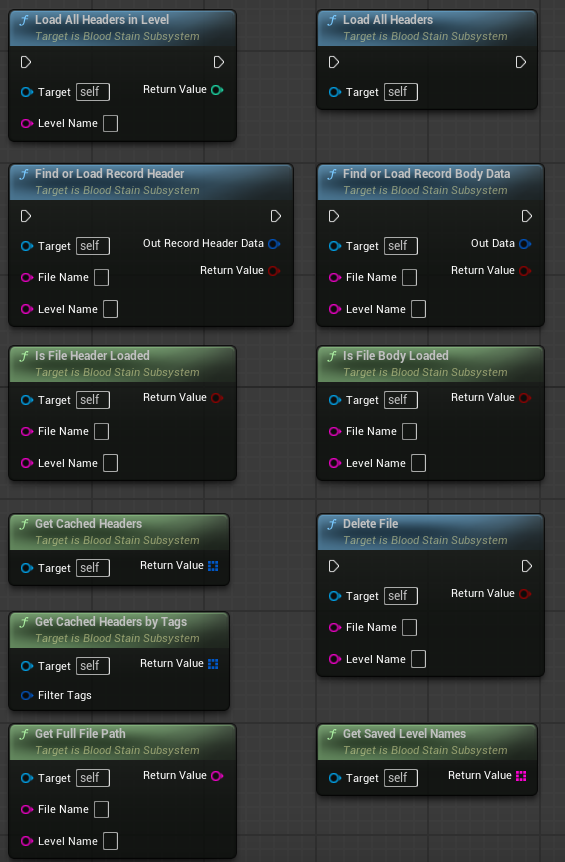 f Load All Headers in Level
Target is Blood Stain Subsystem
Target self Return Value
Level Name
f Load All Headers
Target is Blood Stain Subsystem
Target self
f Find or Load Record Header
Target is Blood Stain Subsystem
Target self Out Record Header Data
File Name Return Value
Level Name
f Find or Load Record Body Data
Target is Blood Stain Subsystem
Target self Out Data
File Name Return Value
Level Name
f Is File Header Loaded
Target is Blood Stain Subsystem
Target self Return Value
File Name
Level Name
f Is File Body Loaded
Target is Blood Stain Subsystem
Target self Return Value
File Name
Level Name
f Get Cached Headers
Target is Blood Stain Subsystem
Target self Return Value
f Delete File
Target is Blood Stain Subsystem
Target self Return Value
File Name
Level Name
f Get Cached Headers by Tags
Target is Blood Stain Subsystem
Target self Return Value
Filter Tags
f Get Full File Path
Target is Blood Stain Subsystem
Target self Return Value
File Name
Level Name
f Get Saved Level Names
Target is Blood Stain Subsystem
Target self Return Value